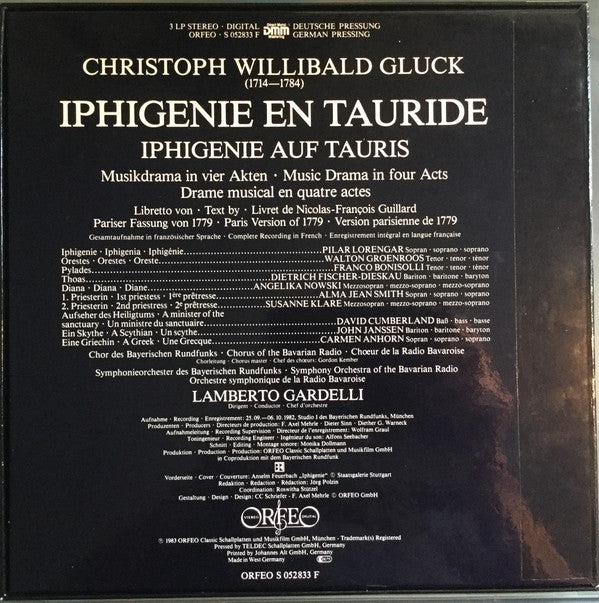 3 LP STEREO · DIGITAL DMM DEUTSCHE PRESSUNG
ORFEO · S 052833 F GERMAN PRESSING
CHRISTOPH WILLIBALD GLUCK
(1714—1784)
IPHIGENIE EN TAURIDE
IPHIGENIE AUF TAURIS
Musikdrama in vier Akten · Music Drama in four Acts
Drame musical en quatre actes
Libretto von · Text by · Livret de Nicolas-François Guillard
Pariser Fassung von 1779 · Paris Version of 1779 · Version parisienne de 1779
Gesamtaufnahme in französischer Sprache · Complete Recording in French · Enregistrement intégral en langue française
Iphigenie · Iphigenia · Iphigénie PILAR LORENGAR Sopran · soprano · soprano
Orestes · Orestes · Oreste WALTON GROENROOS Tenor · tenor · ténor
Pylades FRANCO BONISOLLI Tenor · tenor · ténor
Thoas DIETRICH FISCHER-DIESKAU Bariton · baritone · baryton
Diana · Diana · Diane ANGELIKA NOWSKI Mezzosopran · mezzo-soprano · mezzo-soprano
1. Priesterin · 1st priestess · 1ère prêtresse ALMA JEAN SMITH Sopran · soprano · soprano
2. Priesterin · 2nd priestress · 2e prêtresse SUSANNE KLARE Mezzosopran · mezzo-soprano · mezzo-soprano
Aufseher des Heiligtums · A minister of the
sanctuary · Un ministre du sanctuaire DAVID CUMBERLAND Baß · bass · basse
Ein Skythe · A Scythian · Un scythe JOHN JANSSEN Bariton · baritone · baryton
Eine Griechin · A Greek · Une Grecque CARMEN ANHORN Sopran · soprano · soprano
Chor des Bayerischen Rundfunks · Chorus of the Bavarian Radio · Chœur de la Radio Bavaroise
Chorleitung · Chorus master · Chef des chœurs: Gordon Kember
Symphonieorchester des Bayerischen Rundfunks · Symphony Orchestra of the Bavarian Radio
Orchestre symphonique de la Radio Bavaroise
LAMBERTO GARDELLI
Dirigent · Conductor · Chef d'orchestre
Aufnahme · Recording · Enregistrement: 25.09.—06.10.1982, Studio I des Bayerischen Rundfunks, München
Produzenten · Producers · Directeurs de production: F. Axel Mehrle · Dieter Sinn · Diether G. Warneck
Aufnahmeleitung · Recording Supervision · Directeur de l'enregistrement: Wolfram Graul
Toningenieur · Recording Engineer · Ingénieur du son: Alfons Seebacher
Schnitt · Editing · Montage sonore: Monika Dollmann
Produktion · Production · Production: ORFEO Classic Schallplatten und Musikfilm GmbH, München
in Coproduktion mit dem Bayerischen Rundfunk
Vorderseite · Cover · Couverture: Anselm Feuerbach „Iphigenie" © Staatsgalerie Stuttgart
Redaktion · Redaction · Rédaction: Jörg Polzin
Coordination: Roswitha Stützel
Gestaltung · Design · Design: CC Schriefer - F. Axel Mehrle © ORFEO GmbH
STEREO ORFEO DIGITAL
℗ 1983 ORFEO Classic Schallplatten und Musikfilm GmbH, München · Trademark(s) Registered
Pressed by TELDEC Schallplatten GmbH, Germany
Printed by Johannes Alt GmbH, Germany
Made in West Germany
ORFEO S 052833 F